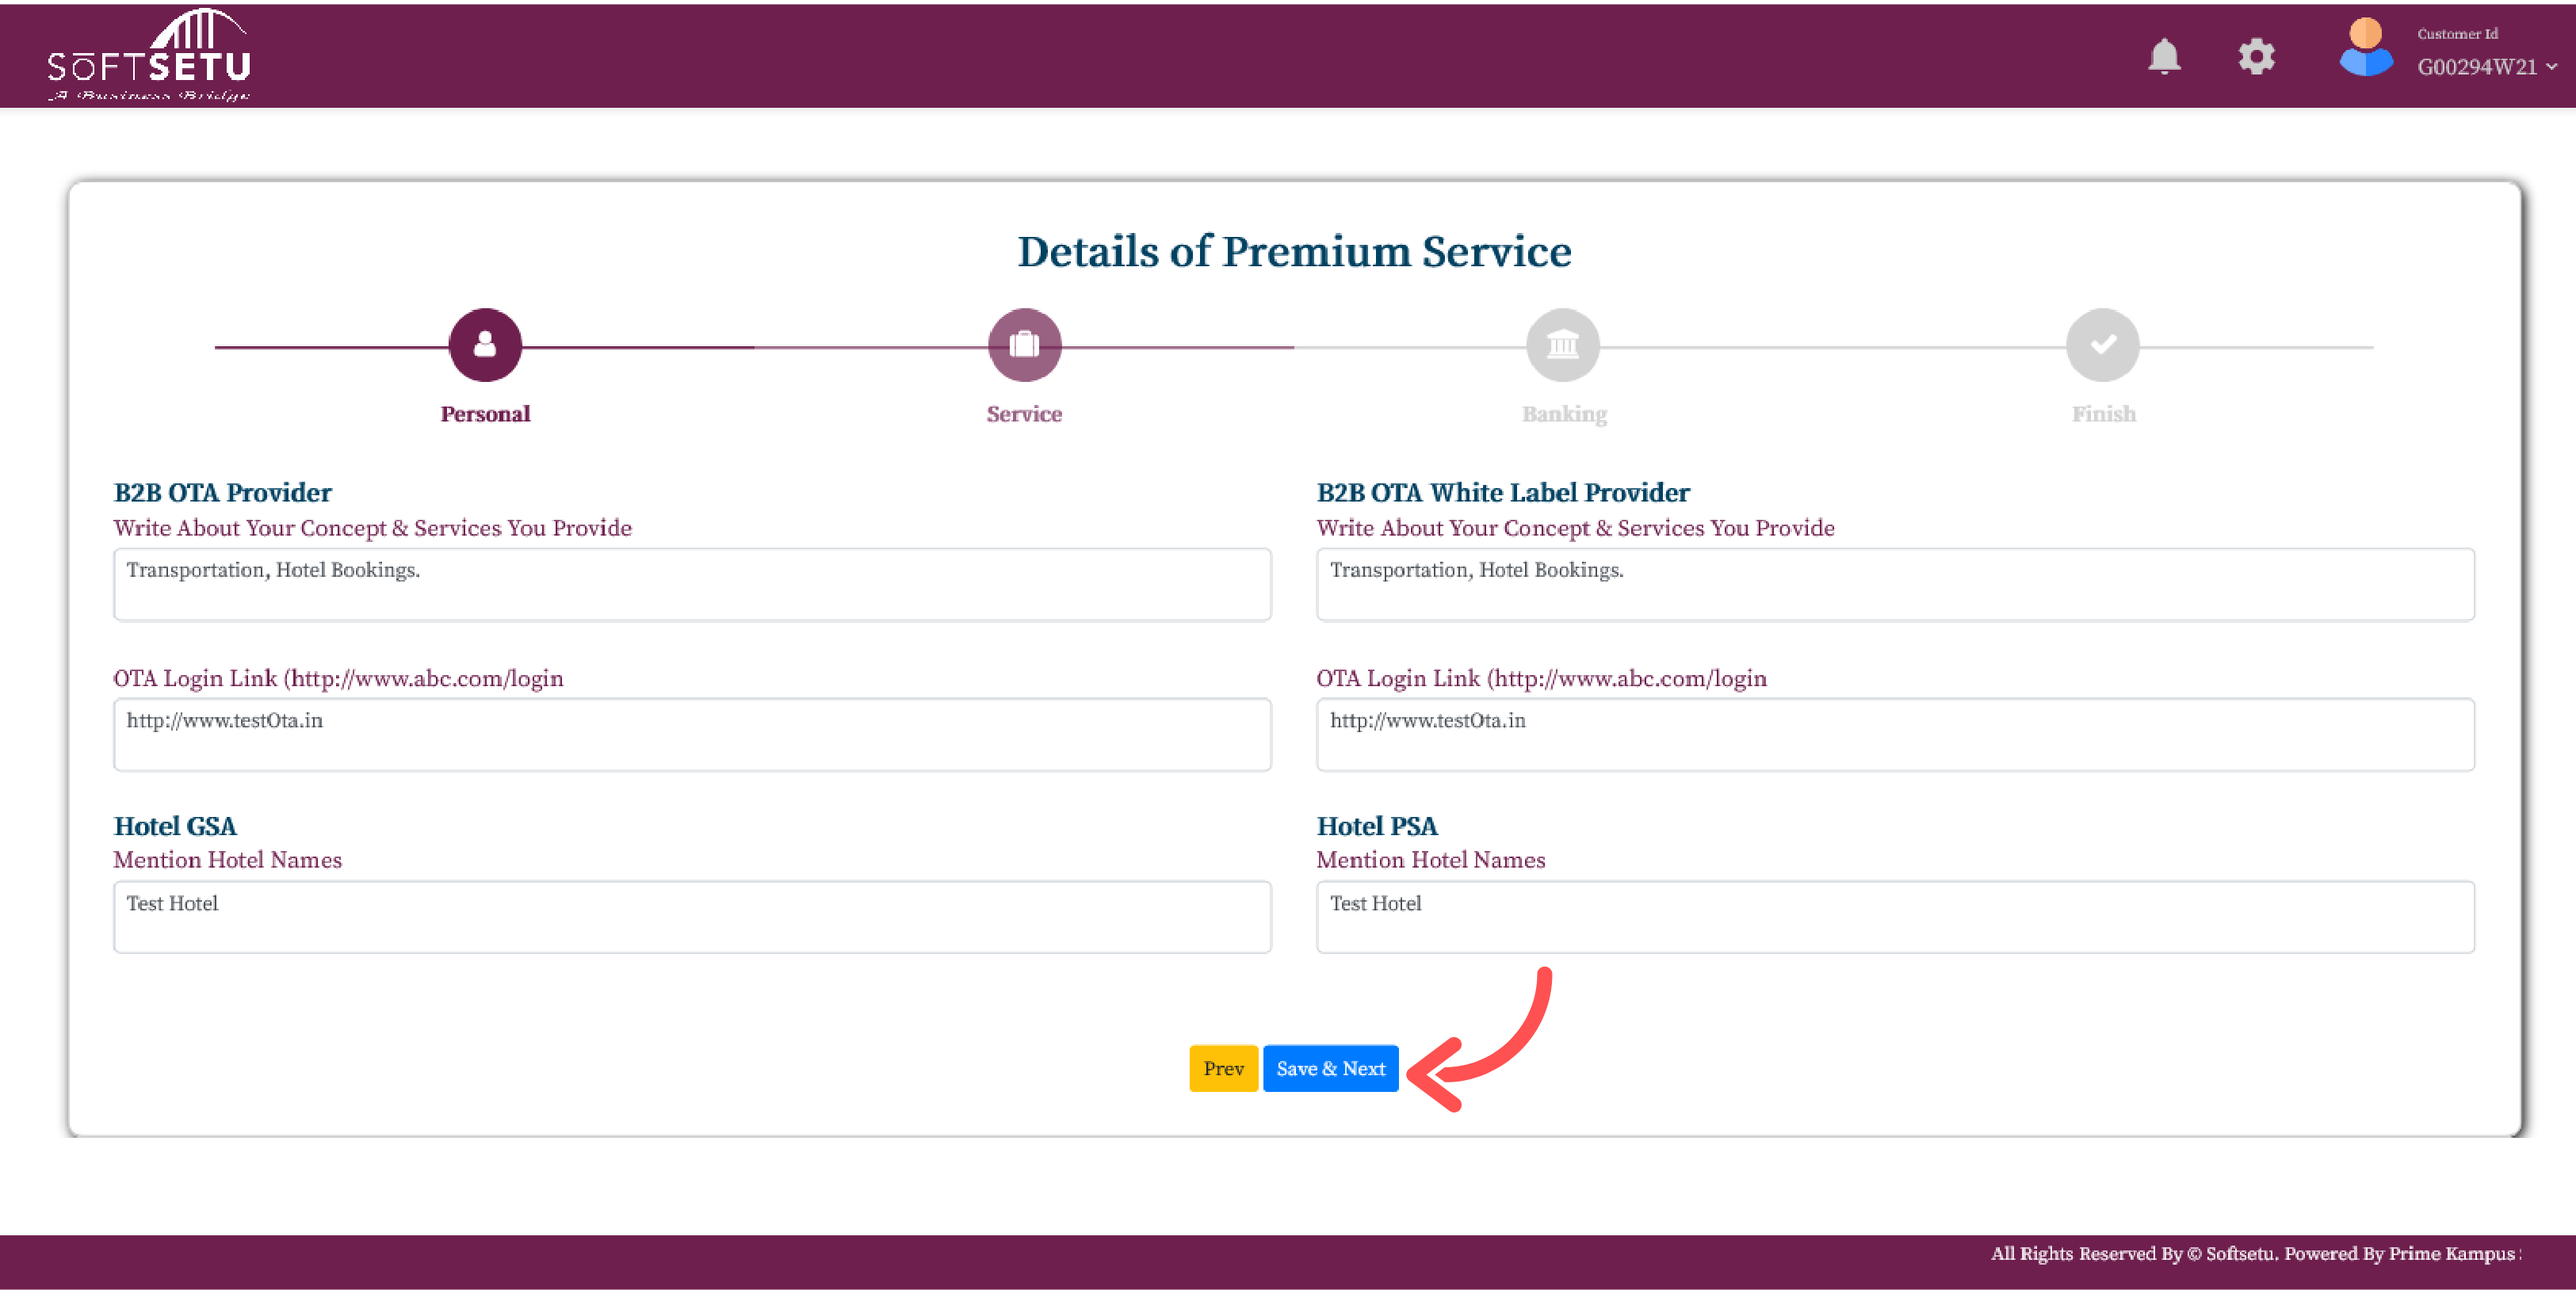 SŌFTSETU
A Business Bridge
Customer Id
G00294W21
Details of Premium Service
Personal
Service
Banking
Finish
B2B OTA Provider
Write About Your Concept & Services You Provide
Transportation, Hotel Bookings.
OTA Login Link (http://www.abc.com/login
http://www.testOta.in
B2B OTA White Label Provider
Write About Your Concept & Services You Provide
Transportation, Hotel Bookings.
OTA Login Link (http://www.abc.com/login
http://www.testOta.in
Hotel GSA
Mention Hotel Names
Test Hotel
Hotel PSA
Mention Hotel Names
Test Hotel
Prev
Save & Next
All Rights Reserved By © Softsetu. Powered By Prime Kampus